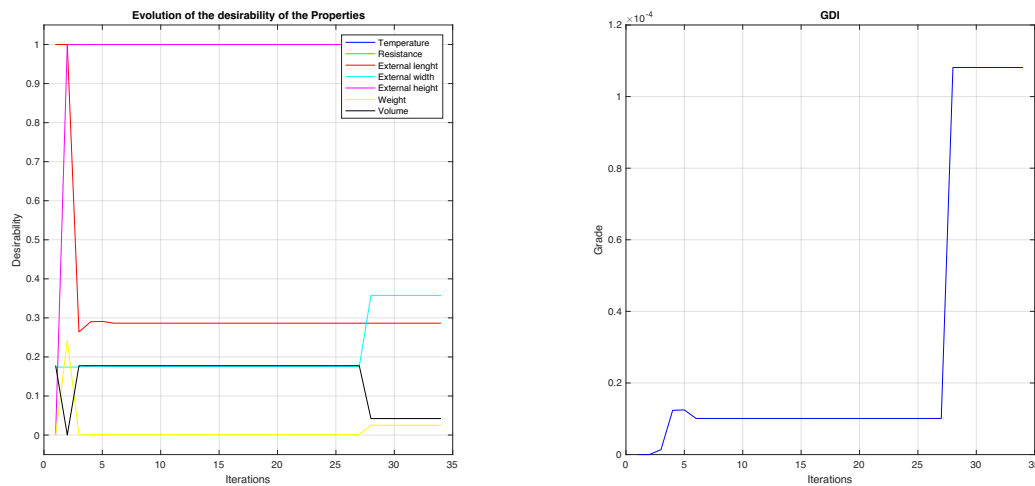 Evolution of the desirability of the Properties
1
0.9
0.8
0.7
0.6
0.5
0.4
0.3
0.2
0.1
0
Desirability
0 5 10 15 20 25 30 35
Iterations
Temperature
Resistance
External lenght
External width
External height
Weight
Volume
GDI
×10⁻⁴
1.2
1
0.8
0.6
0.4
0.2
0
Grade
0 5 10 15 20 25 30 35
Iterations